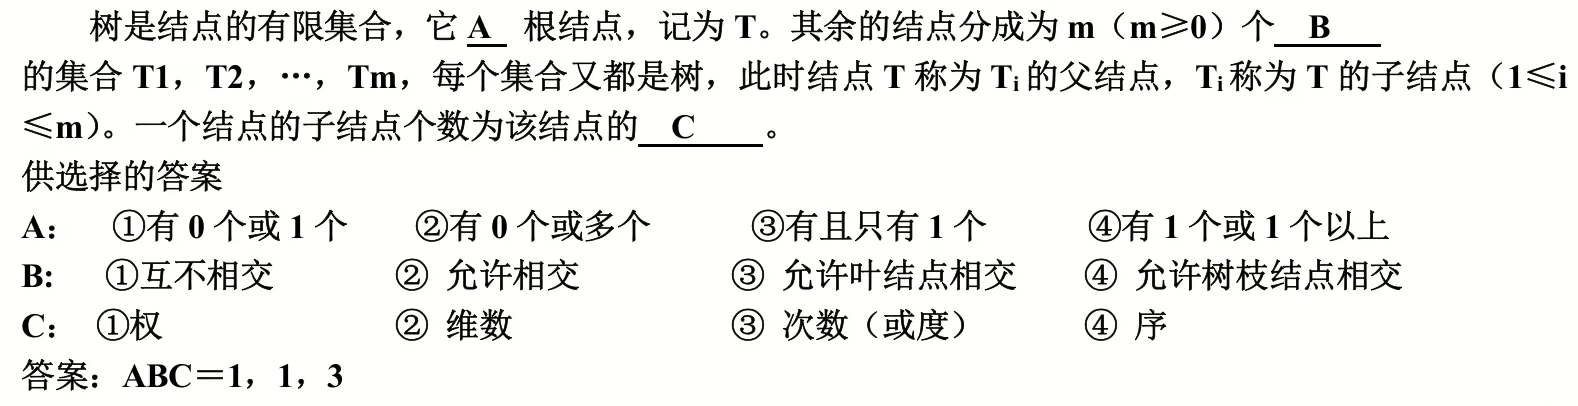 树是结点的有限集合，它 A 根结点，记为 T。其余的结点分成为 m（m≥0）个 B
的集合 T1，T2，…，Tm，每个集合又都是树，此时结点 T 称为 Ti 的父结点，Ti 称为 T 的子结点（1≤i
≤m）。一个结点的子结点个数为该结点的 C 。
供选择的答案
A： ①有 0 个或 1 个 ②有 0 个或多个 ③有且只有 1 个 ④有 1 个或 1 个以上
B: ①互不相交 ② 允许相交 ③ 允许叶结点相交 ④ 允许树枝结点相交
C： ①权 ② 维数 ③ 次数（或度） ④ 序
答案：ABC＝1，1，3